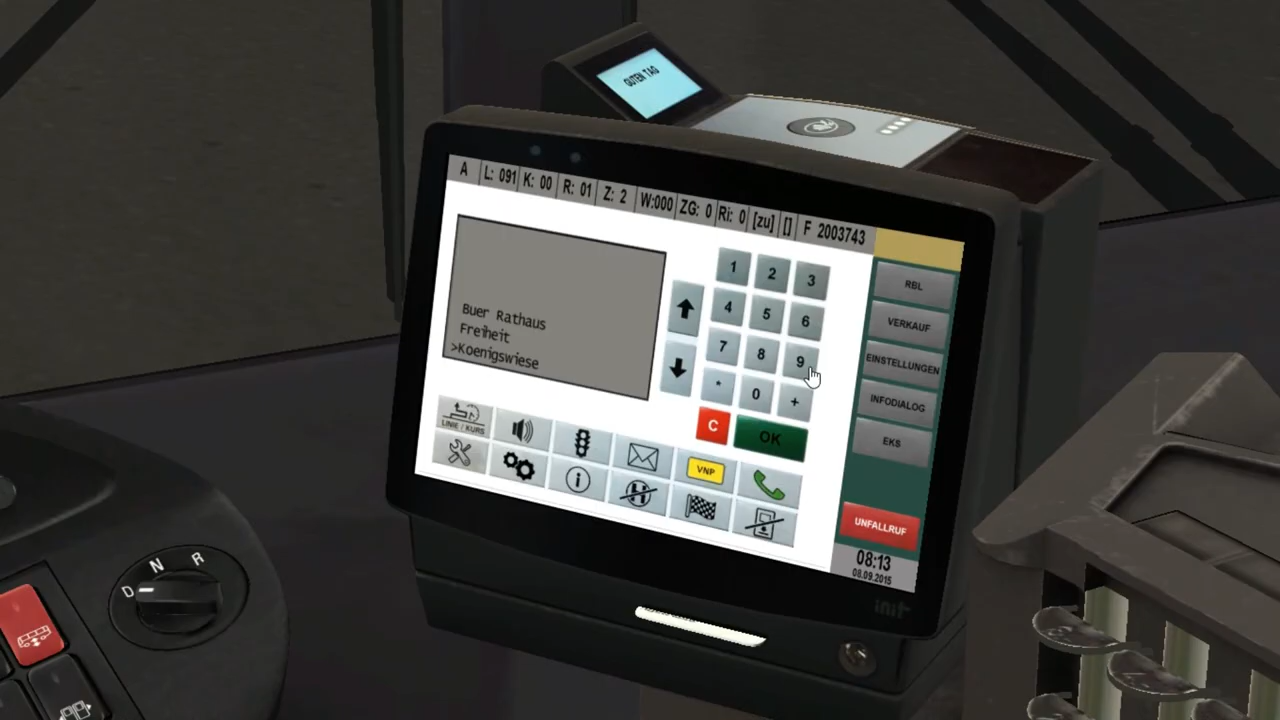 GUTEN TAG
A L: 091 K: 00 R: 01 Z: 2 W:000 ZG: 0 Ri: 0 [zu] [] F 2003743
Buer Rathaus
Freiheit
>Koenigswiese
1 2 3
4 5 6
7 8 9
* 0 +
C OK
LINIE / KURS
VNP
RBL
VERKAUF
EINSTELLUNGEN
INFODIALOG
EKS
UNFALLRUF
08:13
08.09.2015
init
D N R